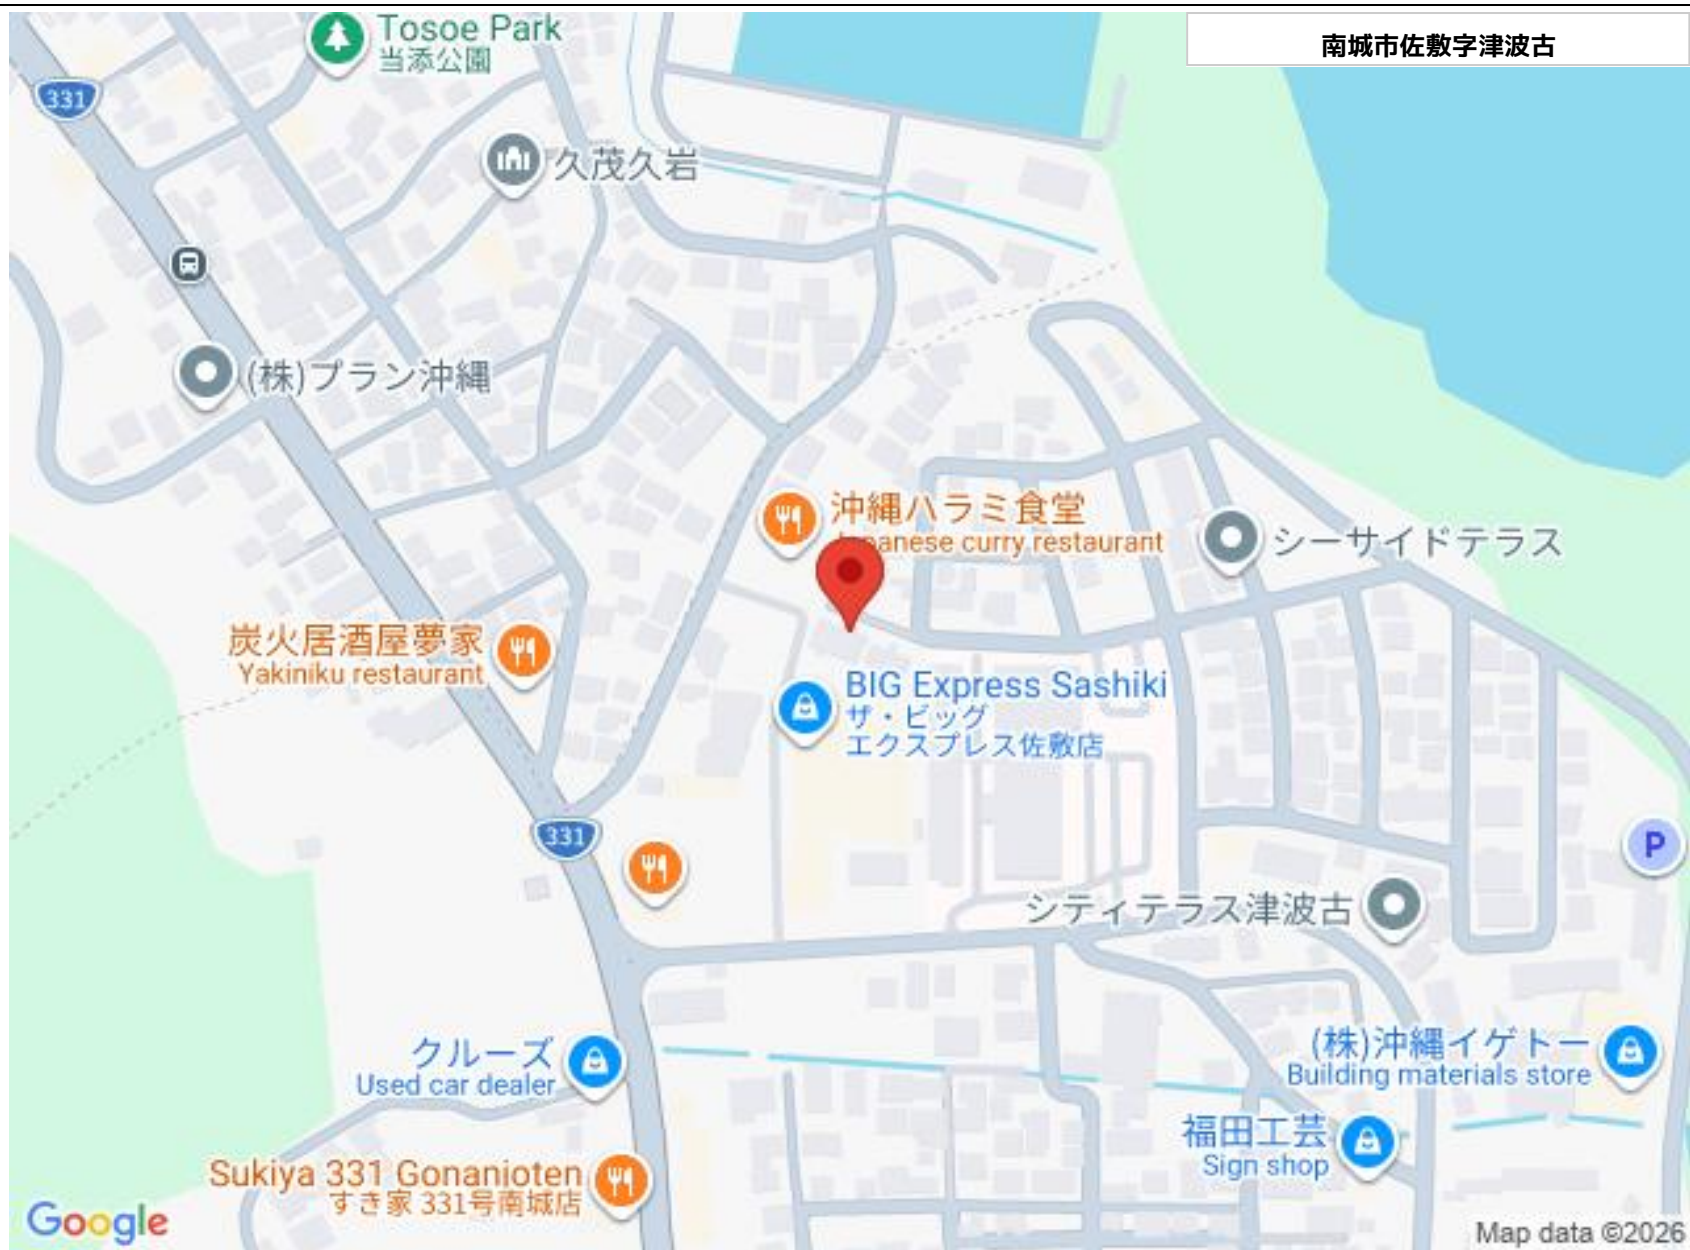 Tosoe Park
当添公園
南城市佐敷字津波古
331
久茂久岩
(株)プラン沖縄
沖縄ハラミ食堂
Japanese curry restaurant
シーサイドテラス
炭火居酒屋夢家
Yakiniku restaurant
BIG Express Sashiki
ザ・ビッグ
エクスプレス佐敷店
331
P
シティテラス津波古
クルーズ
Used car dealer
(株)沖縄イゲトー
Building materials store
福田工芸
Sign shop
Sukiya 331 Gonanjoten
すき家 331号南城店
Google
Map data ©2026